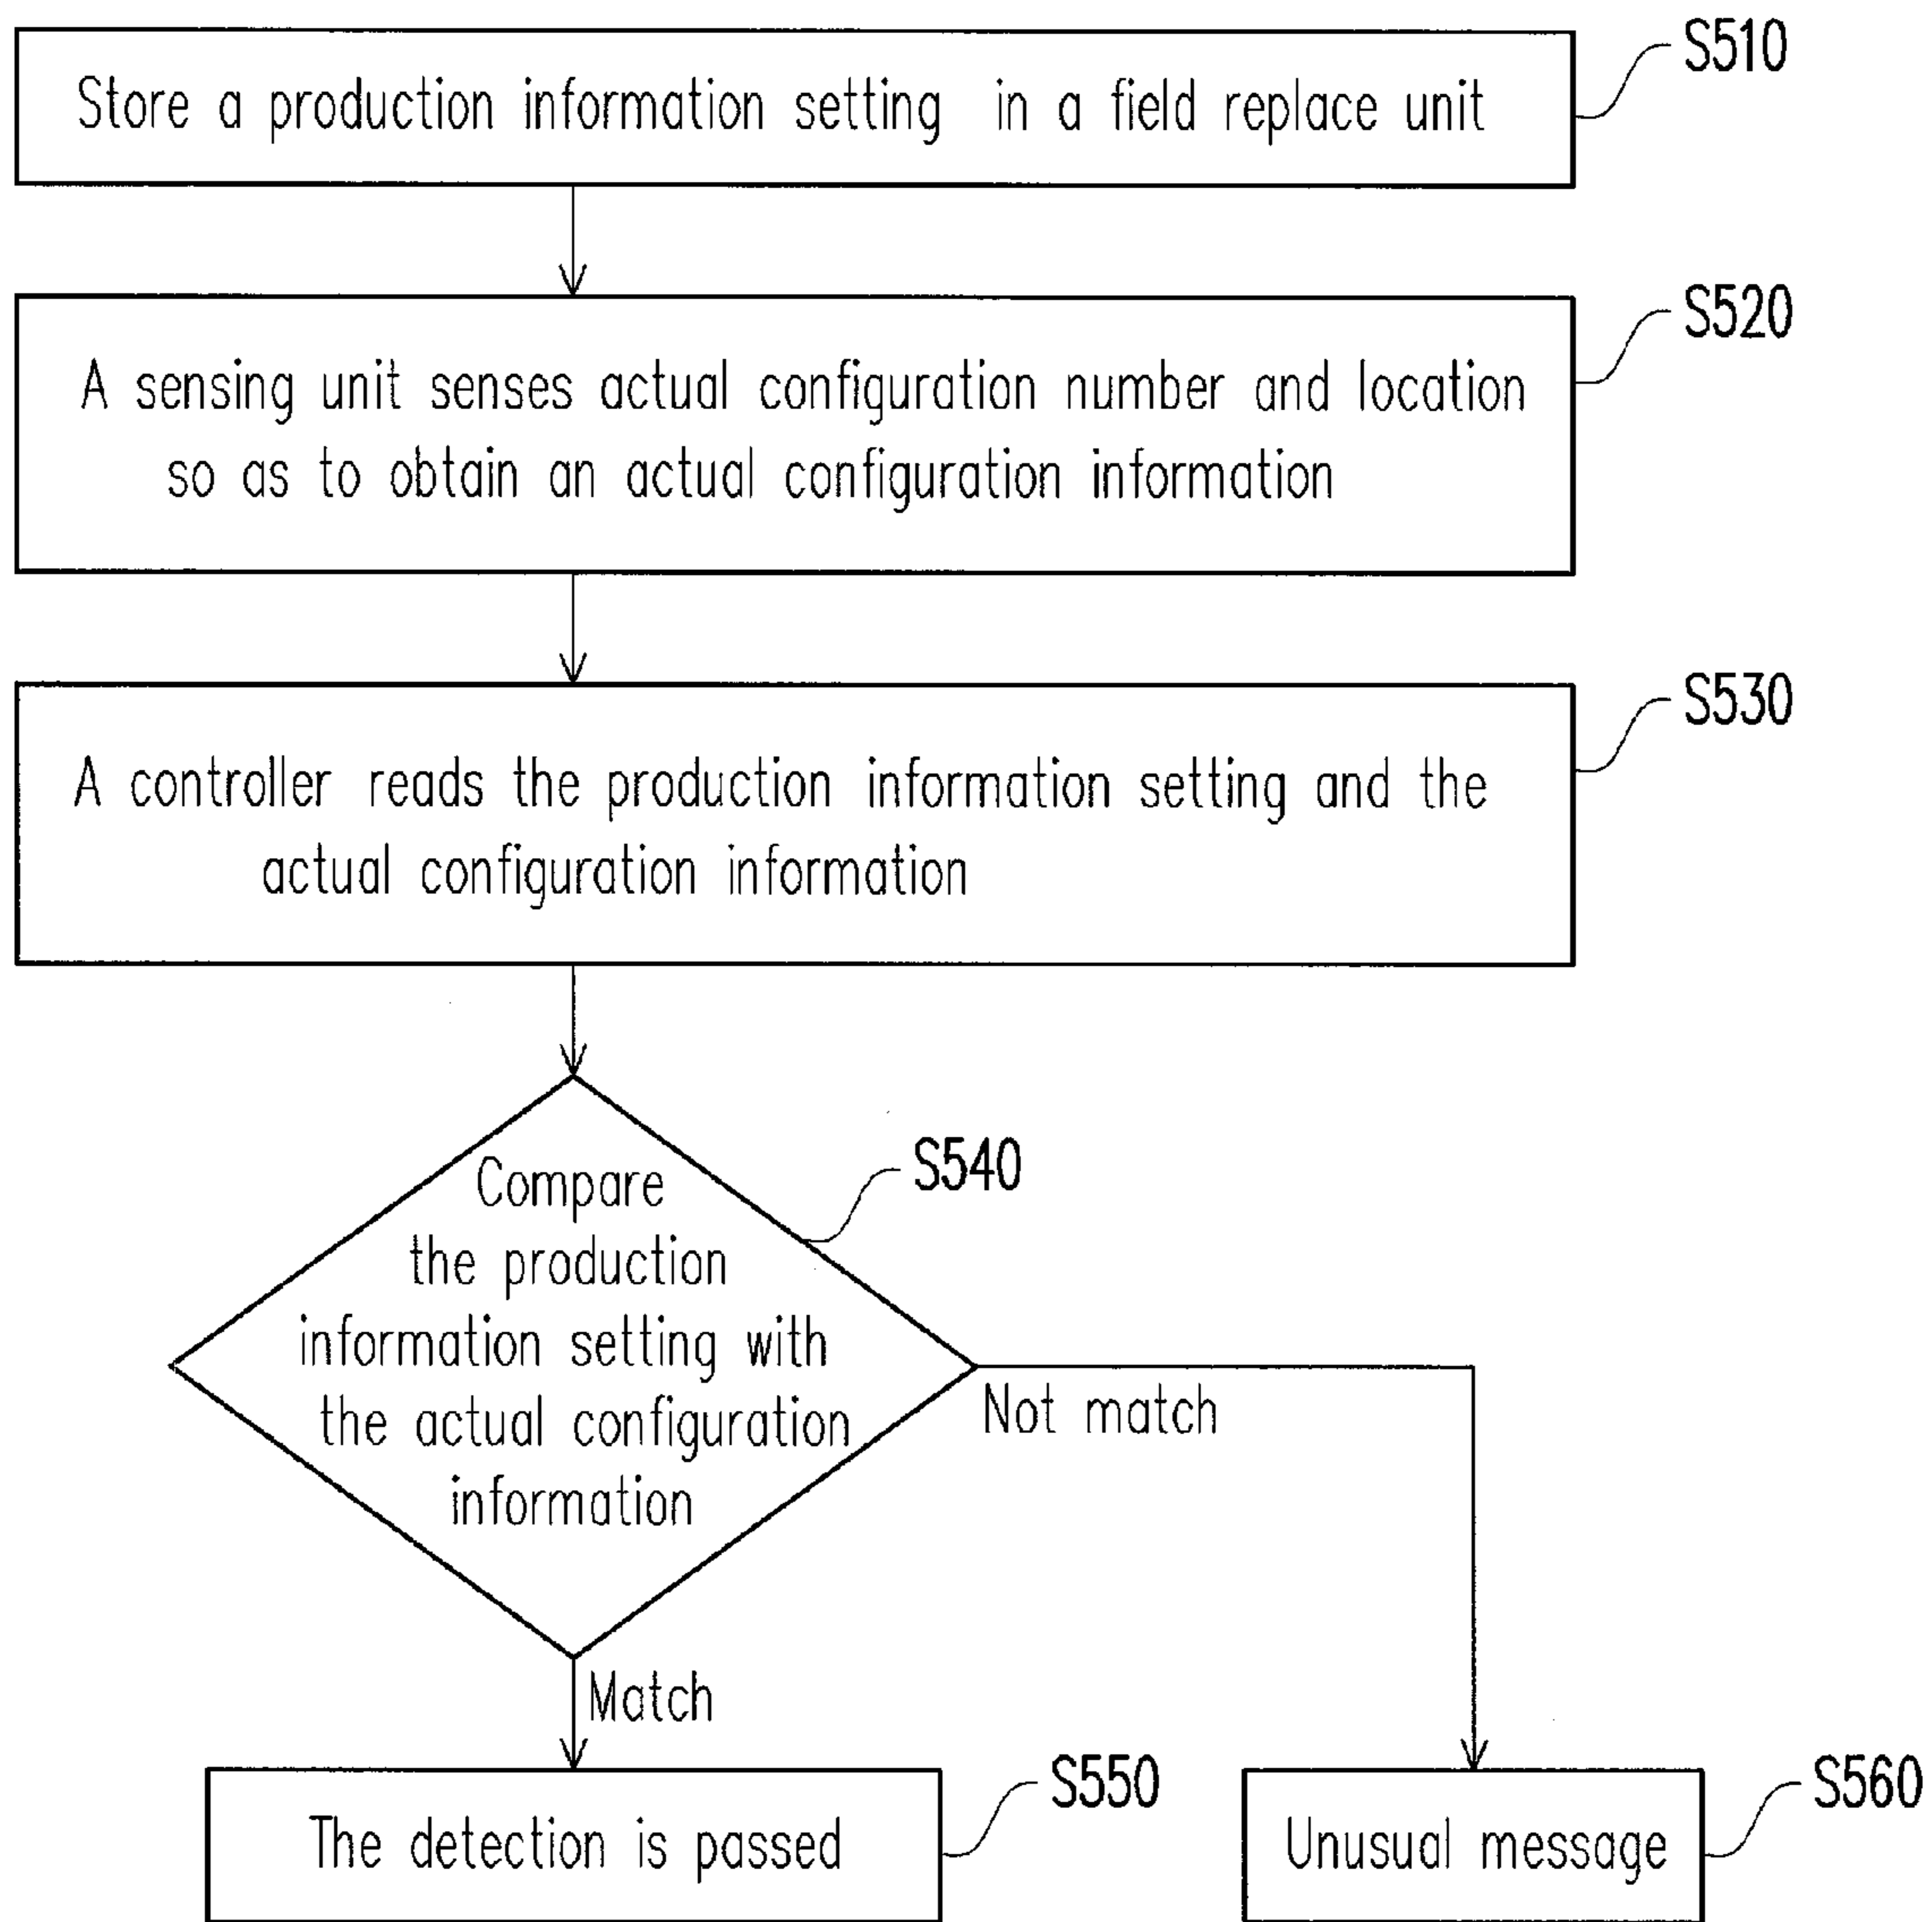 S510
Store a production information setting in a field replace unit
S520
A sensing unit senses actual configuration number and location
so as to obtain an actual configuration information
S530
A controller reads the production information setting and the
actual configuration information
S540
Compare
the production
information setting with
the actual configuration
information
Not match
Match
S550
The detection is passed
S560
Unusual message